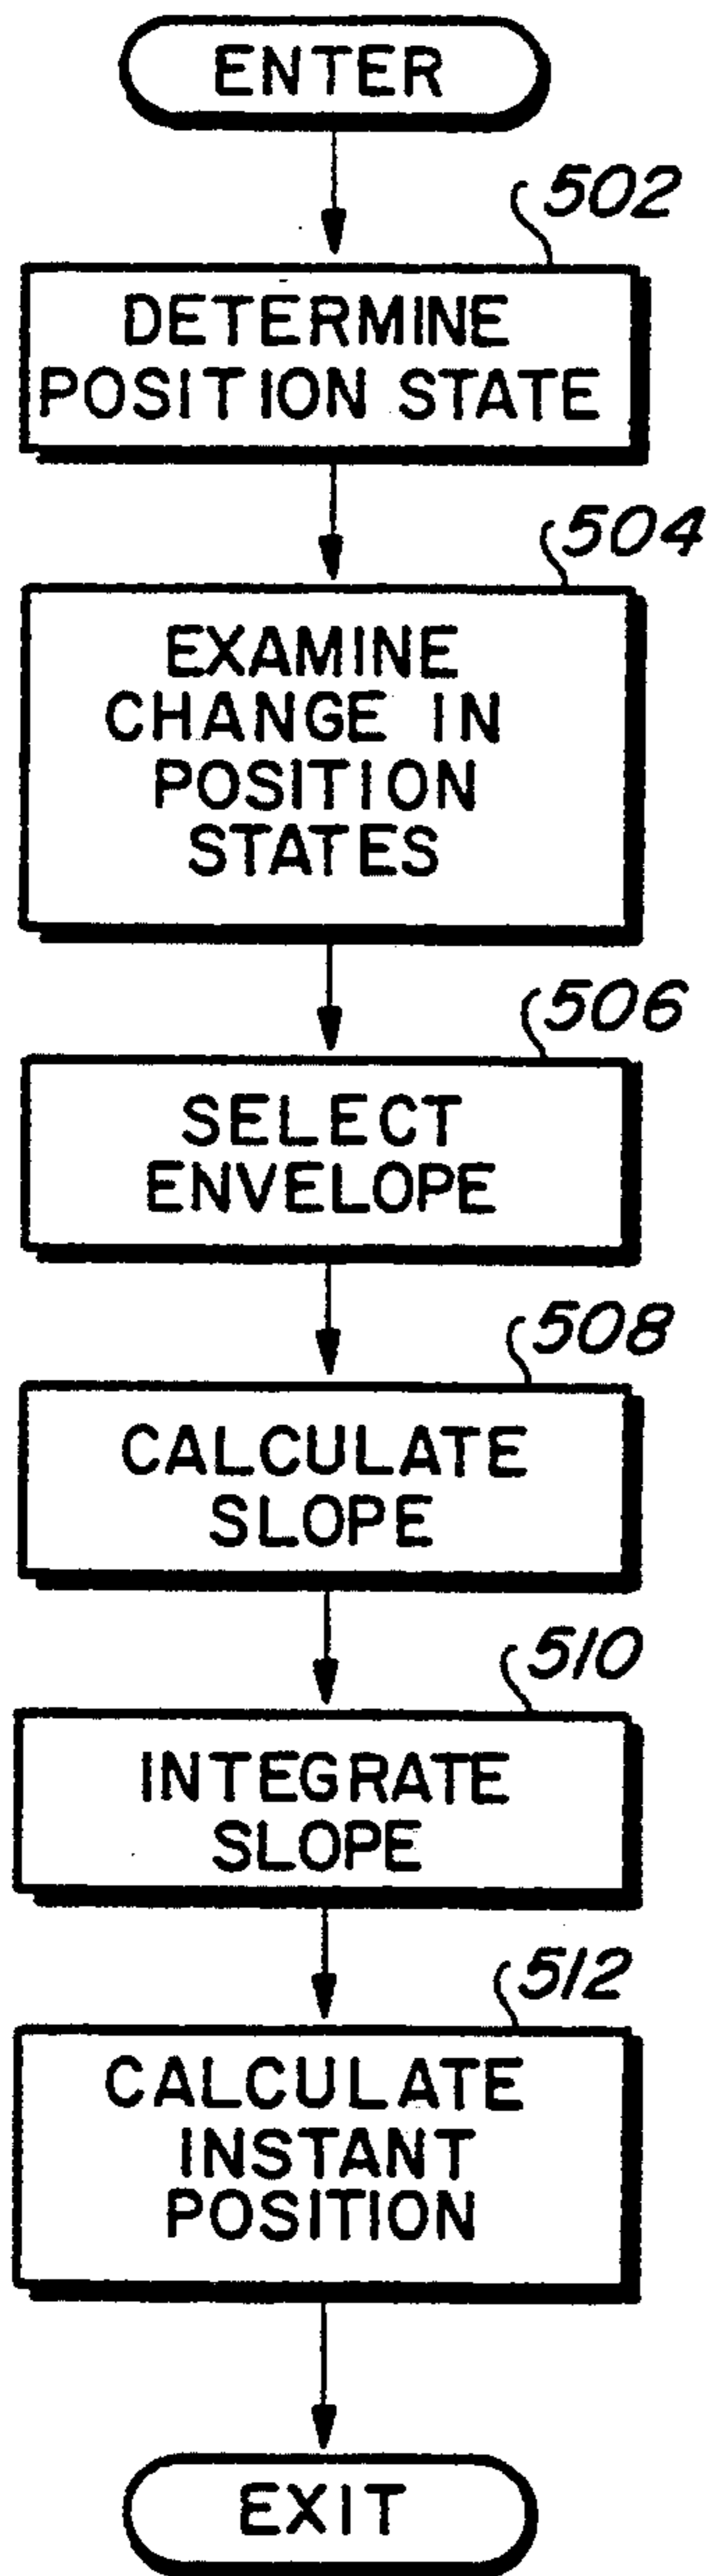 ENTER
502
DETERMINE
POSITION STATE
504
EXAMINE
CHANGE IN
POSITION
STATES
506
SELECT
ENVELOPE
508
CALCULATE
SLOPE
510
INTEGRATE
SLOPE
512
CALCULATE
INSTANT
POSITION
EXIT